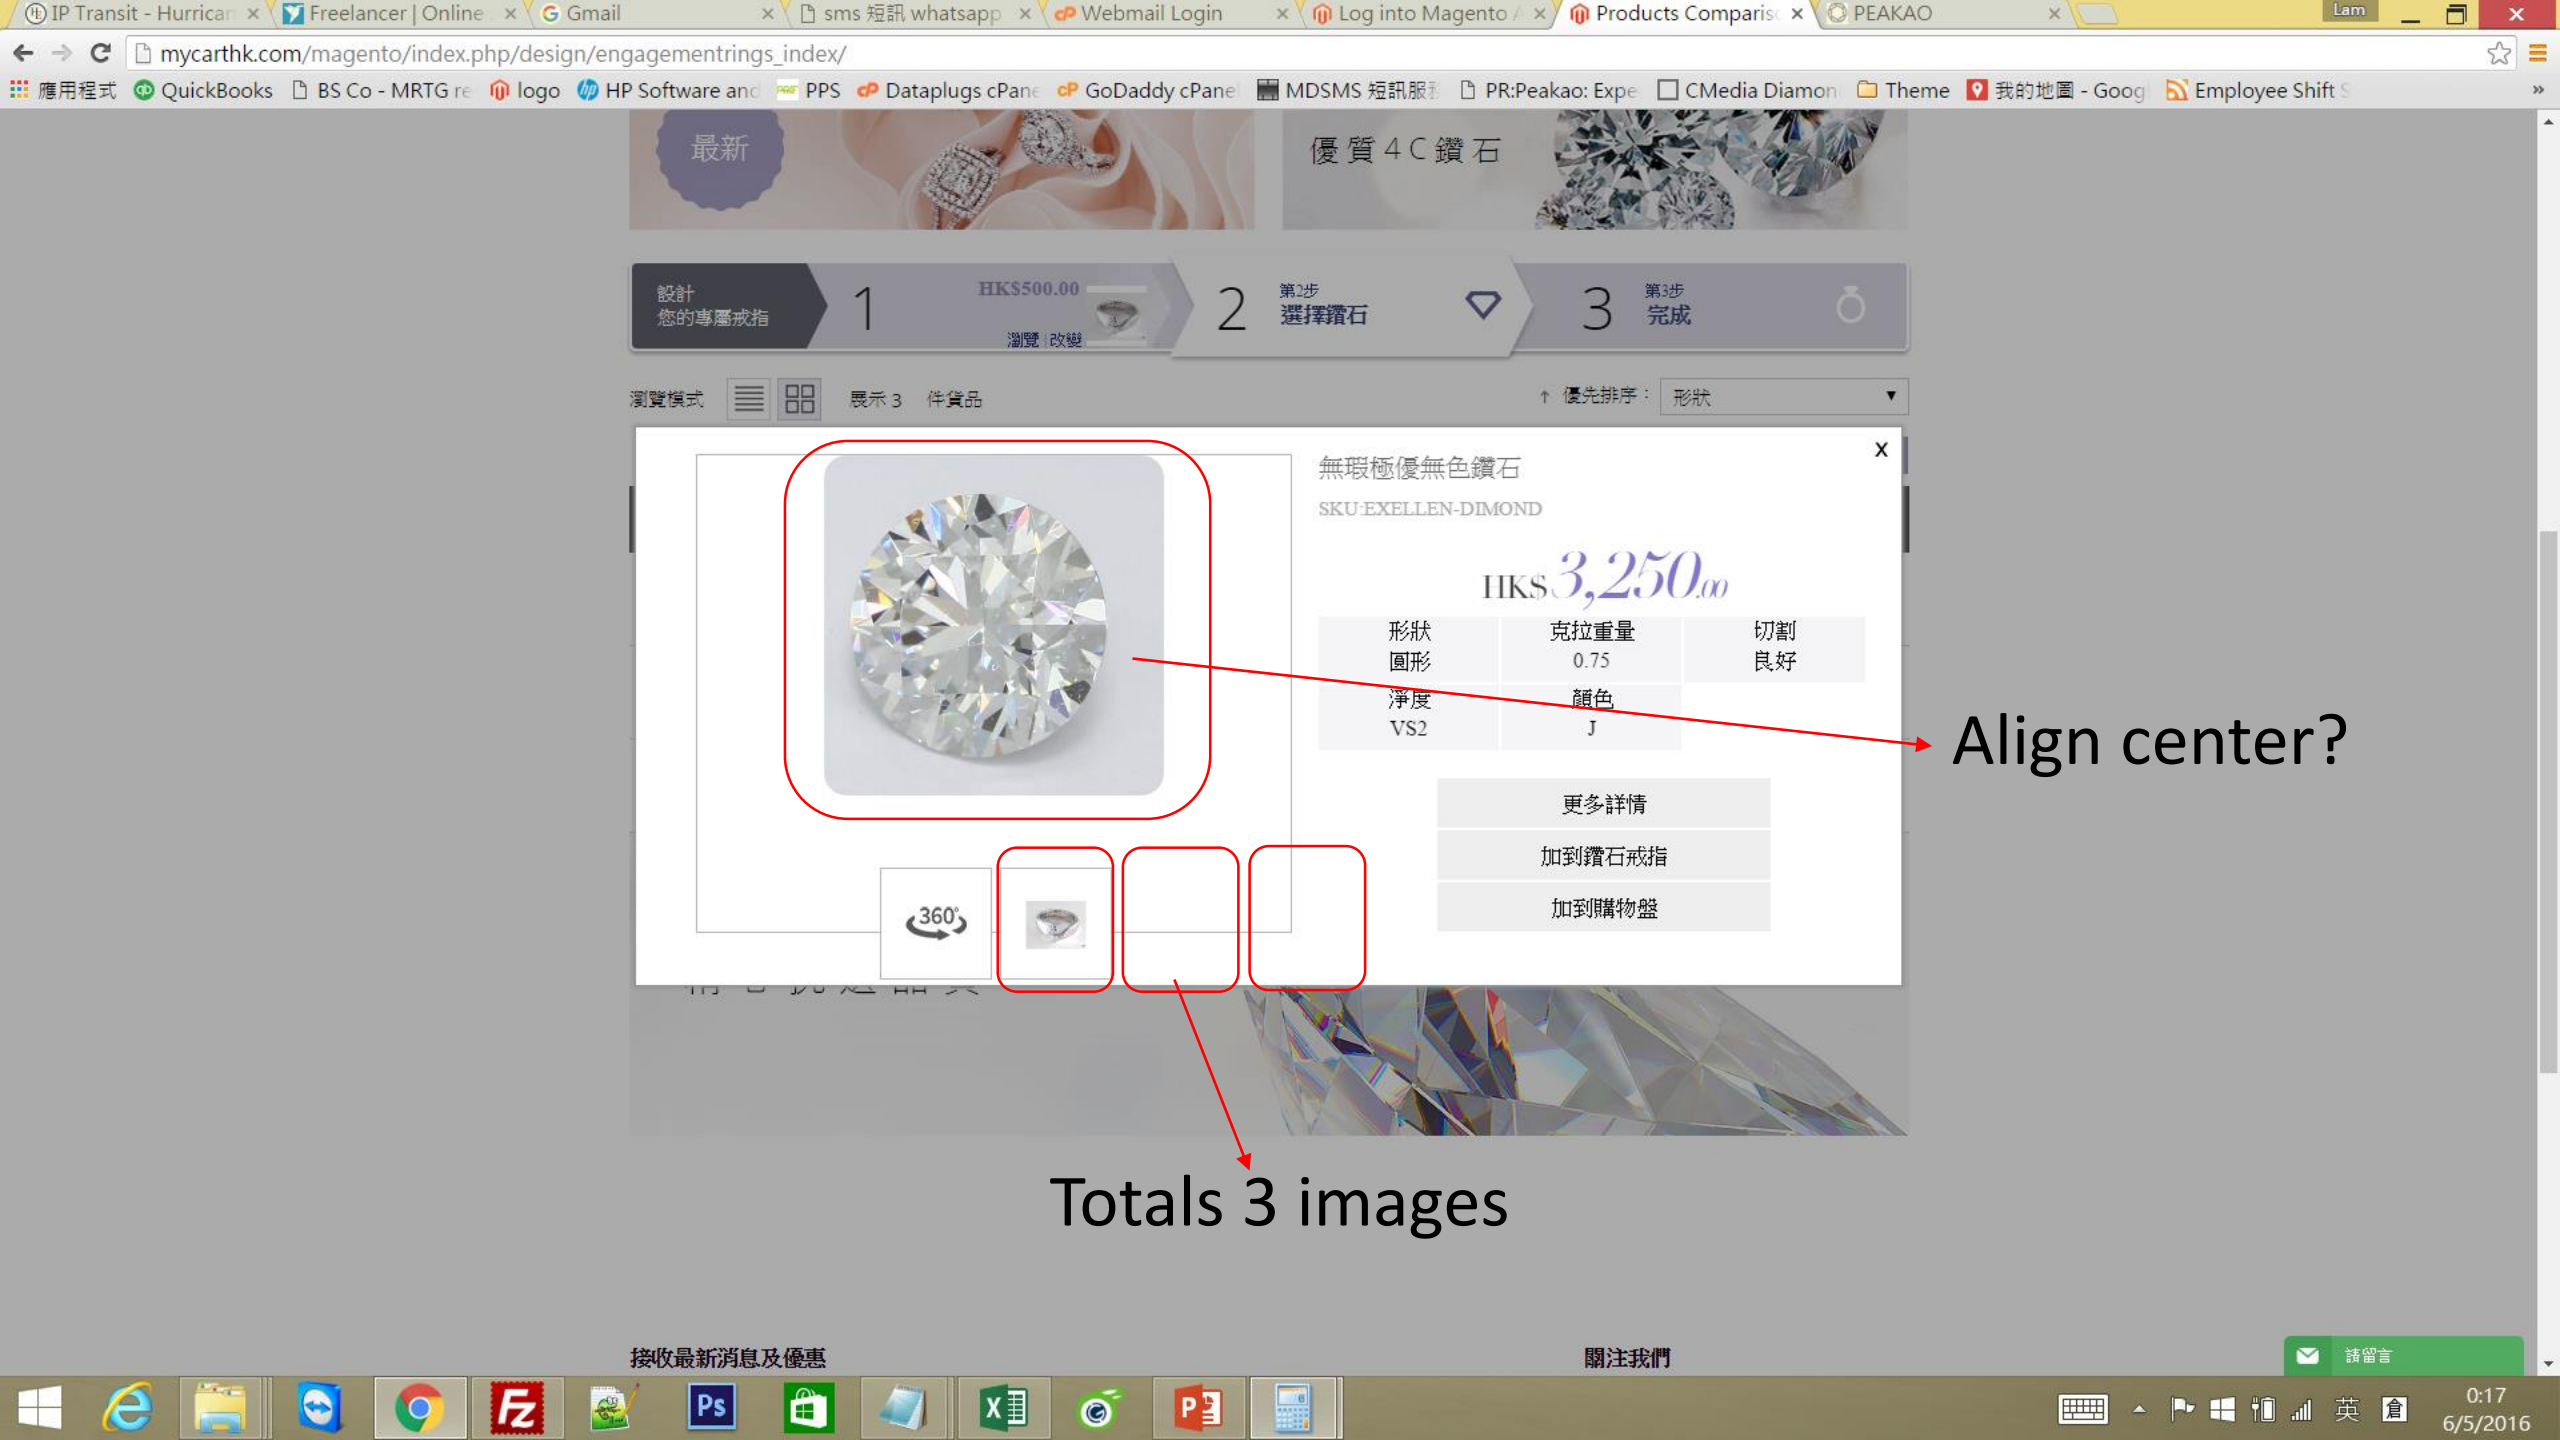 IP Transit - Hurrican
Freelancer | Online
Gmail
sms 短訊 whatsapp
Webmail Login
Log into Magento A
Products Comparis
PEAKAO
Lam
mycarthk.com/magento/index.php/design/engagementrings_index/
應用程式
QuickBooks
BS Co - MRTG re
logo
HP Software and
PPS
Dataplugs cPane
GoDaddy cPanel
MDSMS 短訊服
PR:Peakao: Expe
CMedia Diamon
Theme
我的地圖 - Goog
Employee Shift S
»
最新
優質4C鑽石
設計
您的專屬戒指
1
HK$500.00
瀏覽 | 改變
2
第2步
選擇鑽石
3
第3步
完成
瀏覽模式
展示 3 件貨品
↑ 優先排序：
形狀
X
無瑕極優無色鑽石
SKU:EXELLEN-DIMOND
HK$3,250.00
形狀 克拉重量 切割
圓形 0.75 良好
淨度 顏色
VS2 J
更多詳情
加到鑽石戒指
加到購物盤
360°
Align center?
Totals 3 images
接收最新消息及優惠
關注我們
請留言
Fz
Ps
X
P
英
倉
0:17
6/5/2016